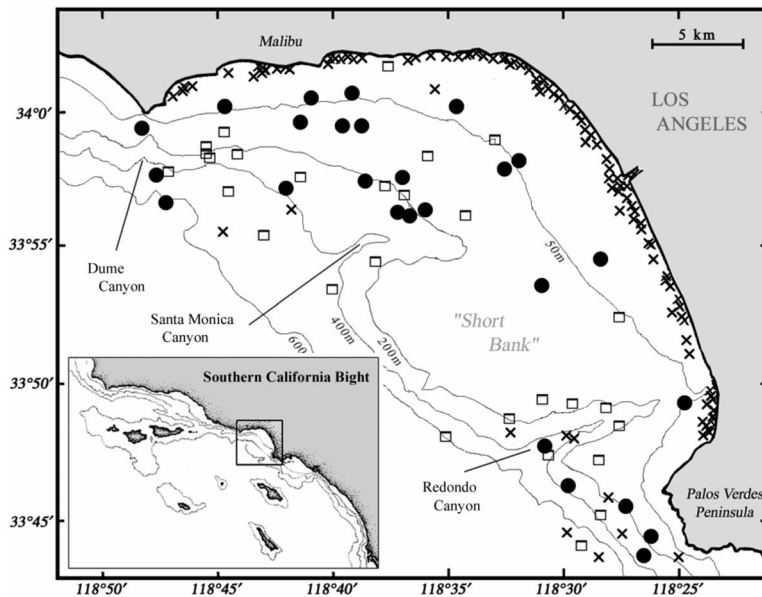 Malibu
5 km
34°0'
LOS
ANGELES
33°55'
Dume
Canyon
50m
Santa Monica
Canyon
"Short
Bank"
600
400m
200m
33°50'
Southern California Bight
Redondo
Canyon
Palos Verdes
Peninsula
33°45'
118°50' 118°45' 118°40' 118°35' 118°30' 118°25'